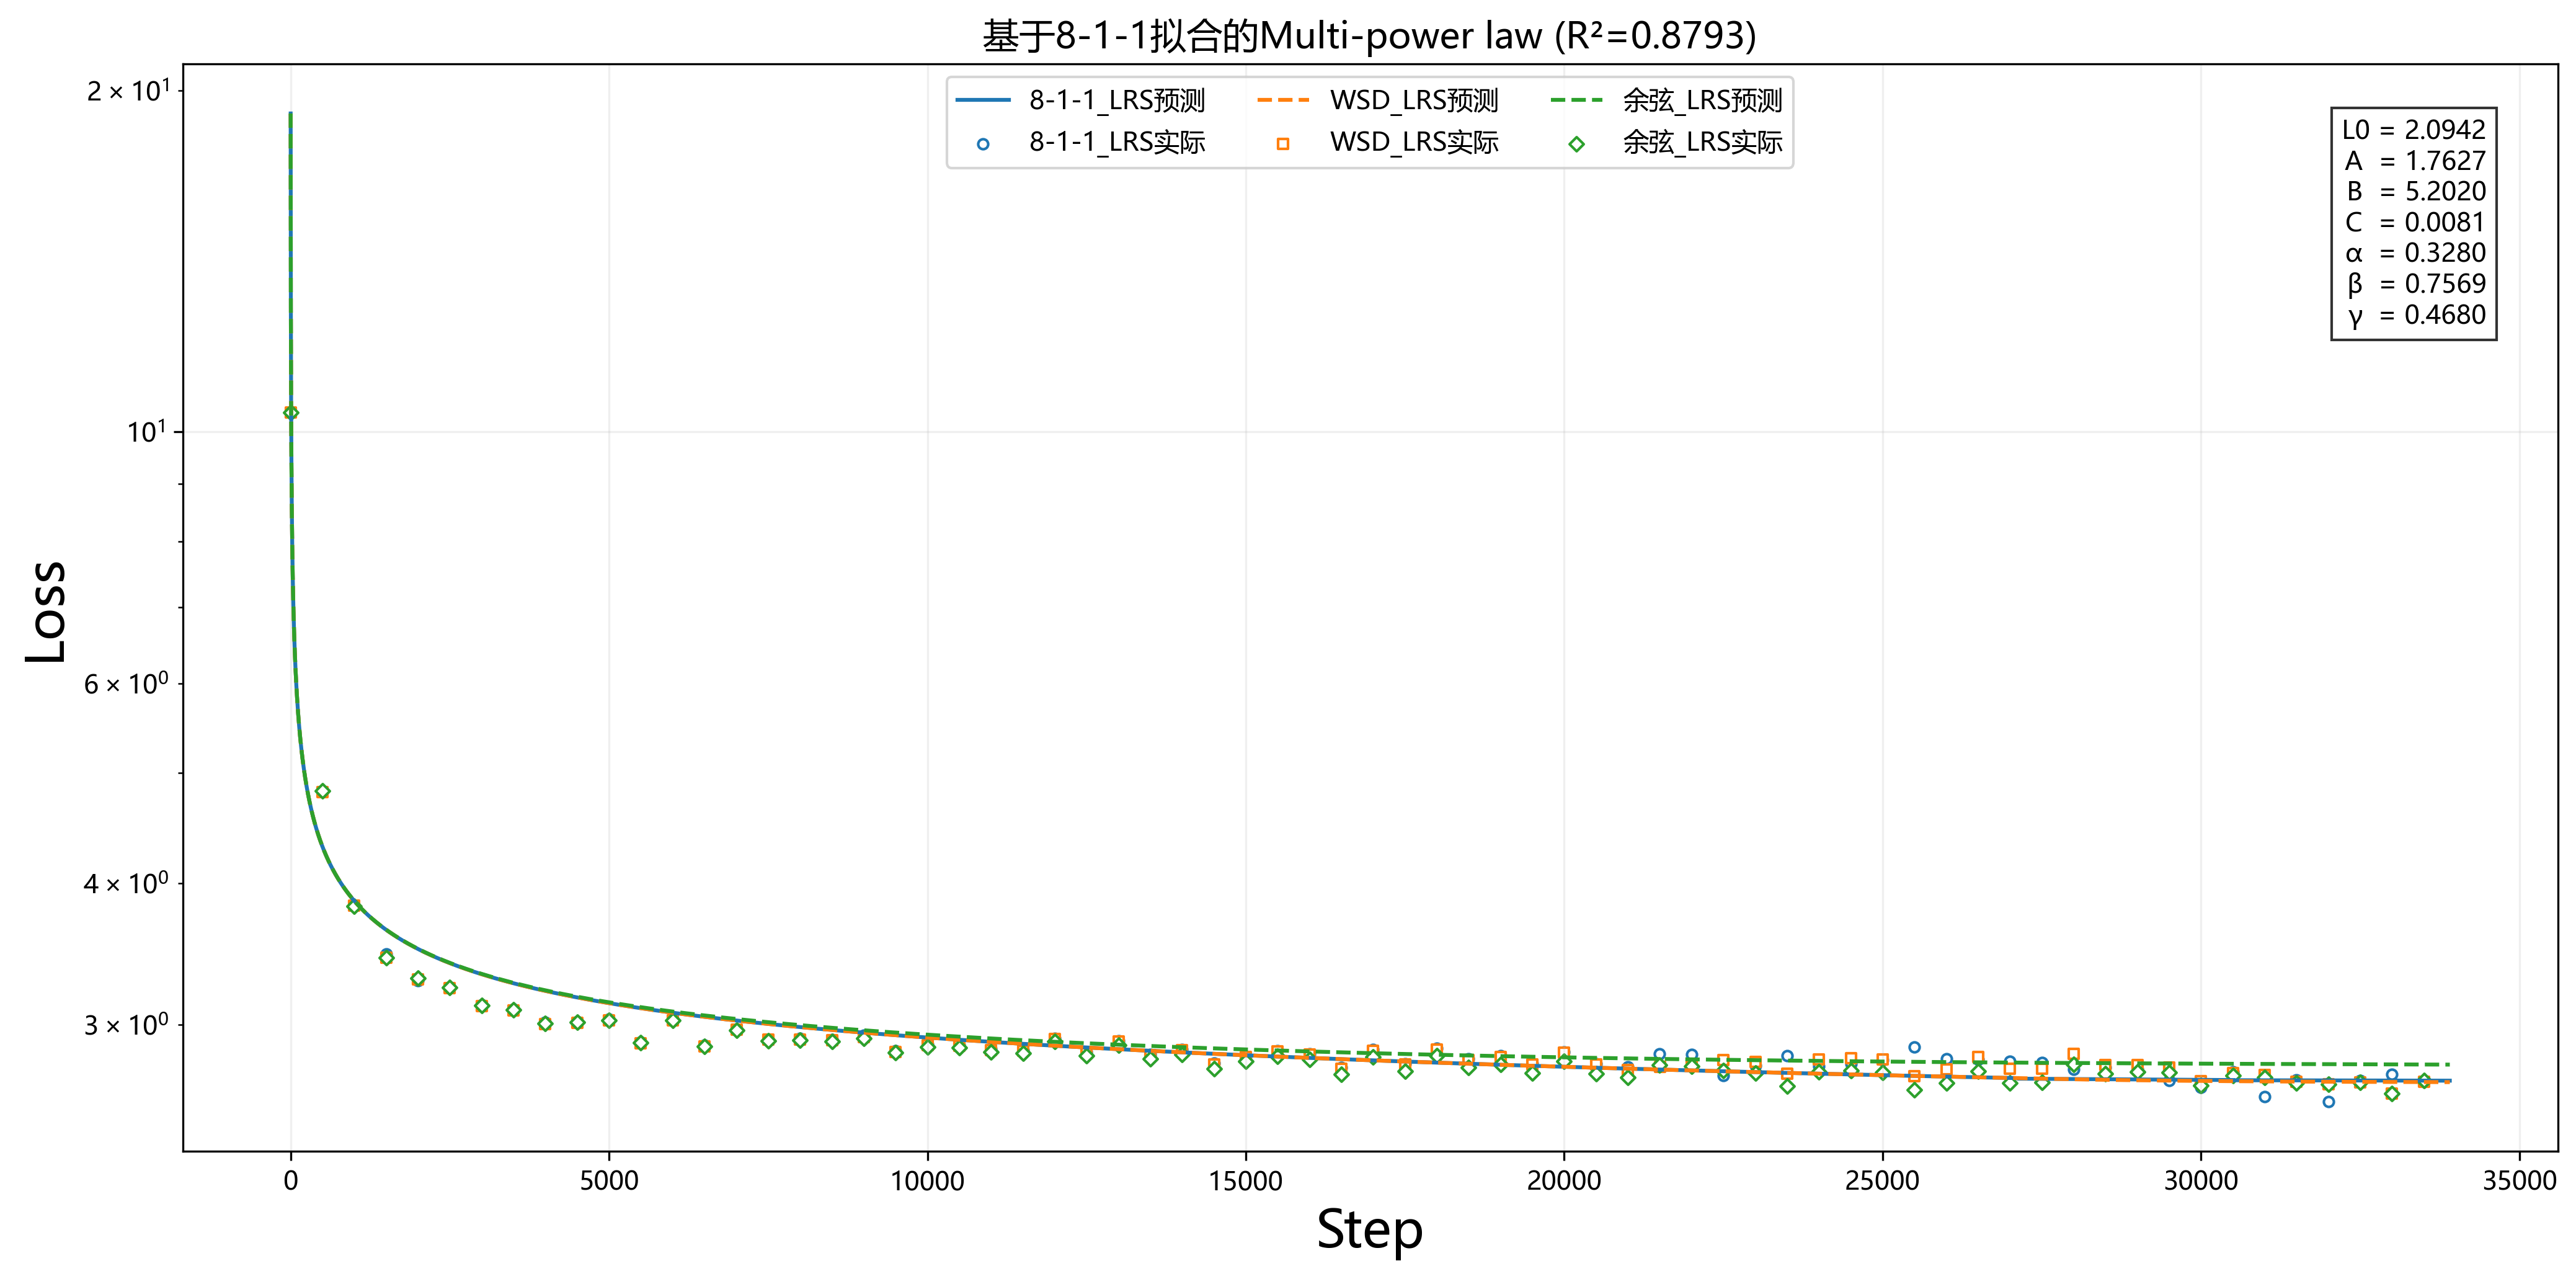 基于8-1-1拟合的Multi-power law (R²=0.8793)
8-1-1_LRS预测
WSD_LRS预测
余弦_LRS预测
8-1-1_LRS实际
WSD_LRS实际
余弦_LRS实际
L0 = 2.0942
A = 1.7627
B = 5.2020
C = 0.0081
α = 0.3280
β = 0.7569
γ = 0.4680
2 × 10¹
10¹
6 × 10⁰
4 × 10⁰
3 × 10⁰
Loss
0 5000 10000 15000 20000 25000 30000 35000
Step